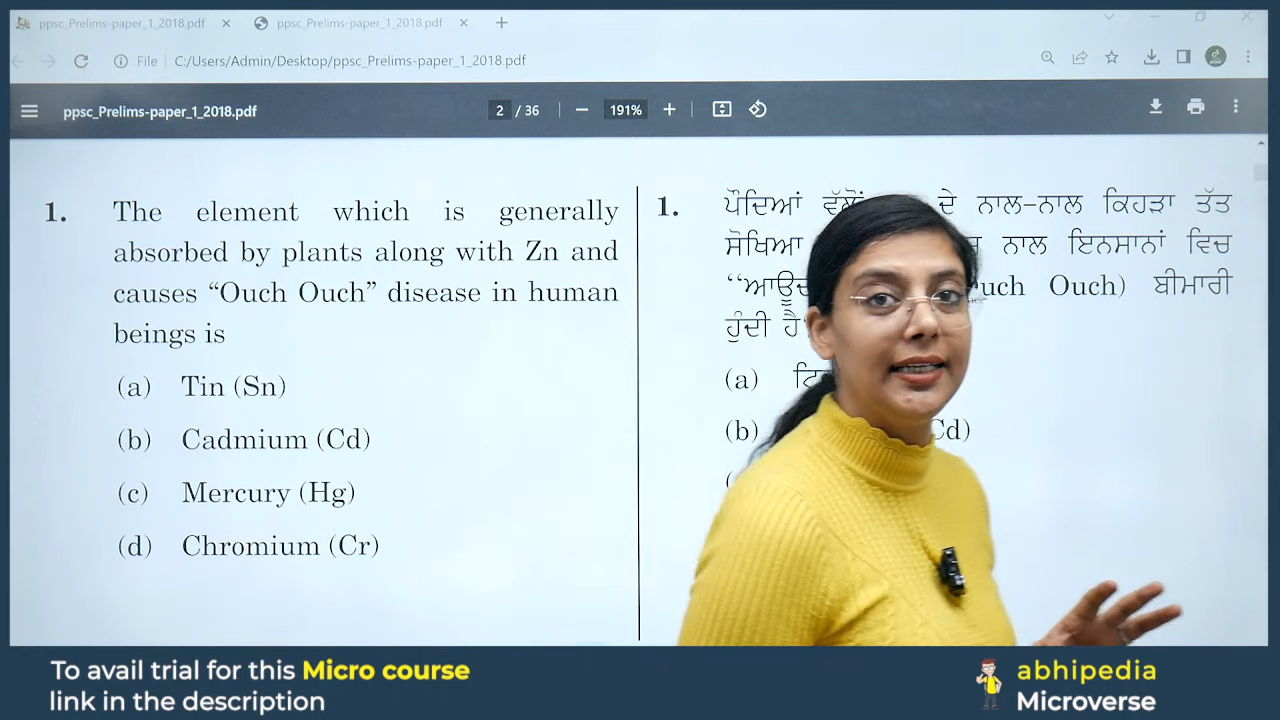 ppsc_Prelims-paper_1_2018.pdf
ppsc_Prelims-paper_1_2018.pdf
File C:/Users/Admin/Desktop/ppsc_Prelims-paper_1_2018.pdf
ppsc_Prelims-paper_1_2018.pdf
2 / 36
191%
1. The element which is generally
absorbed by plants along with Zn and
causes “Ouch Ouch” disease in human
beings is
(a) Tin (Sn)
(b) Cadmium (Cd)
(c) Mercury (Hg)
(d) Chromium (Cr)
1. ਪੌਦਿਆਂ ਵੱਲੋਂ ਦੇ ਨਾਲ-ਨਾਲ ਕਿਹੜਾ ਤੱਤ
ਸੋਖਿਆ ਨਾਲ ਇਨਸਾਨਾਂ ਵਿਚ
Ouch) ਬੀਮਾਰੀ
ਹੁੰਦੀ ਹੈ
(a)
(b) Cd)
To avail trial for this Micro course
link in the description
abhipedia
Microverse